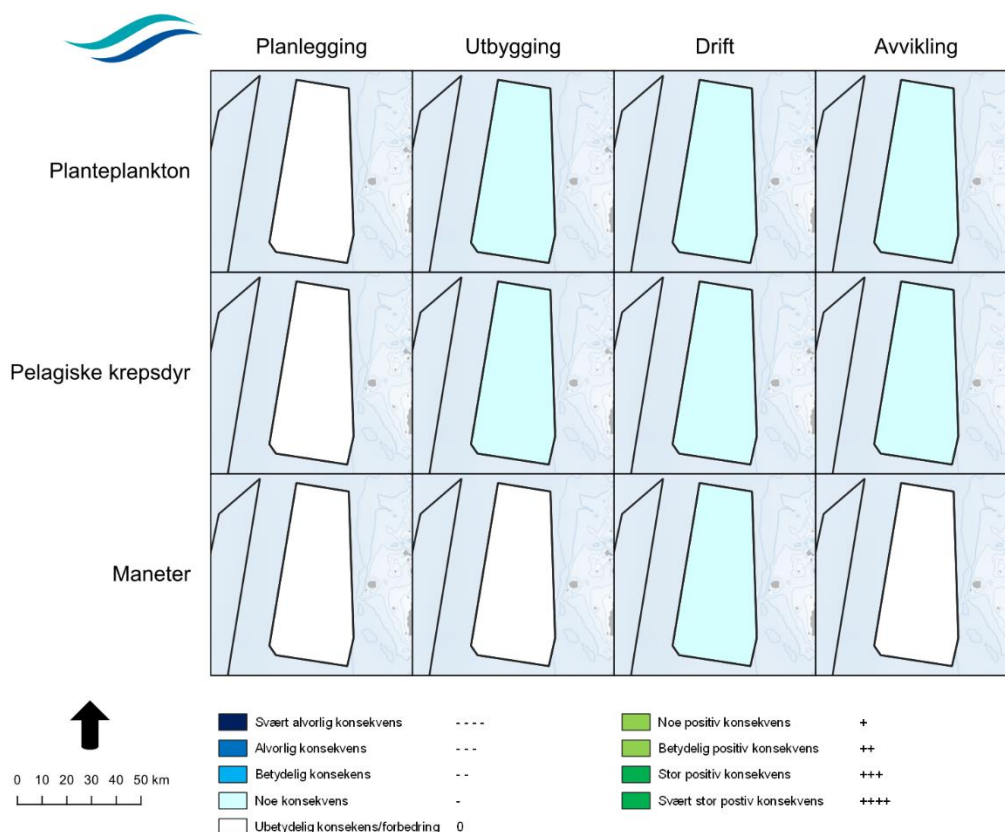 Planlegging Utbygging Drift Avvikling
Planteplankton
Pelagiske krepsdyr
Maneter
0 10 20 30 40 50 km
Svært alvorlig konsekvens - - - -
Alvorlig konsekvens - - -
Betydelig konsekens - -
Noe konsekvens -
Ubetydelig konsekens/forbedring 0
Noe positiv konsekvens +
Betydelig positiv konsekvens ++
Stor positiv konsekvens +++
Svært stor postiv konsekvens ++++